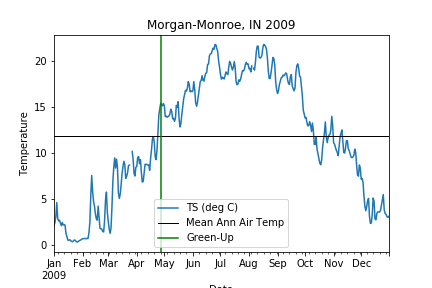 Morgan-Monroe, IN 2009
Temperature
20
15
10
5
0
TS (deg C)
Mean Ann Air Temp
Green-Up
Jan Feb Mar Apr May Jun Jul Aug Sep Oct Nov Dec
2009
Date